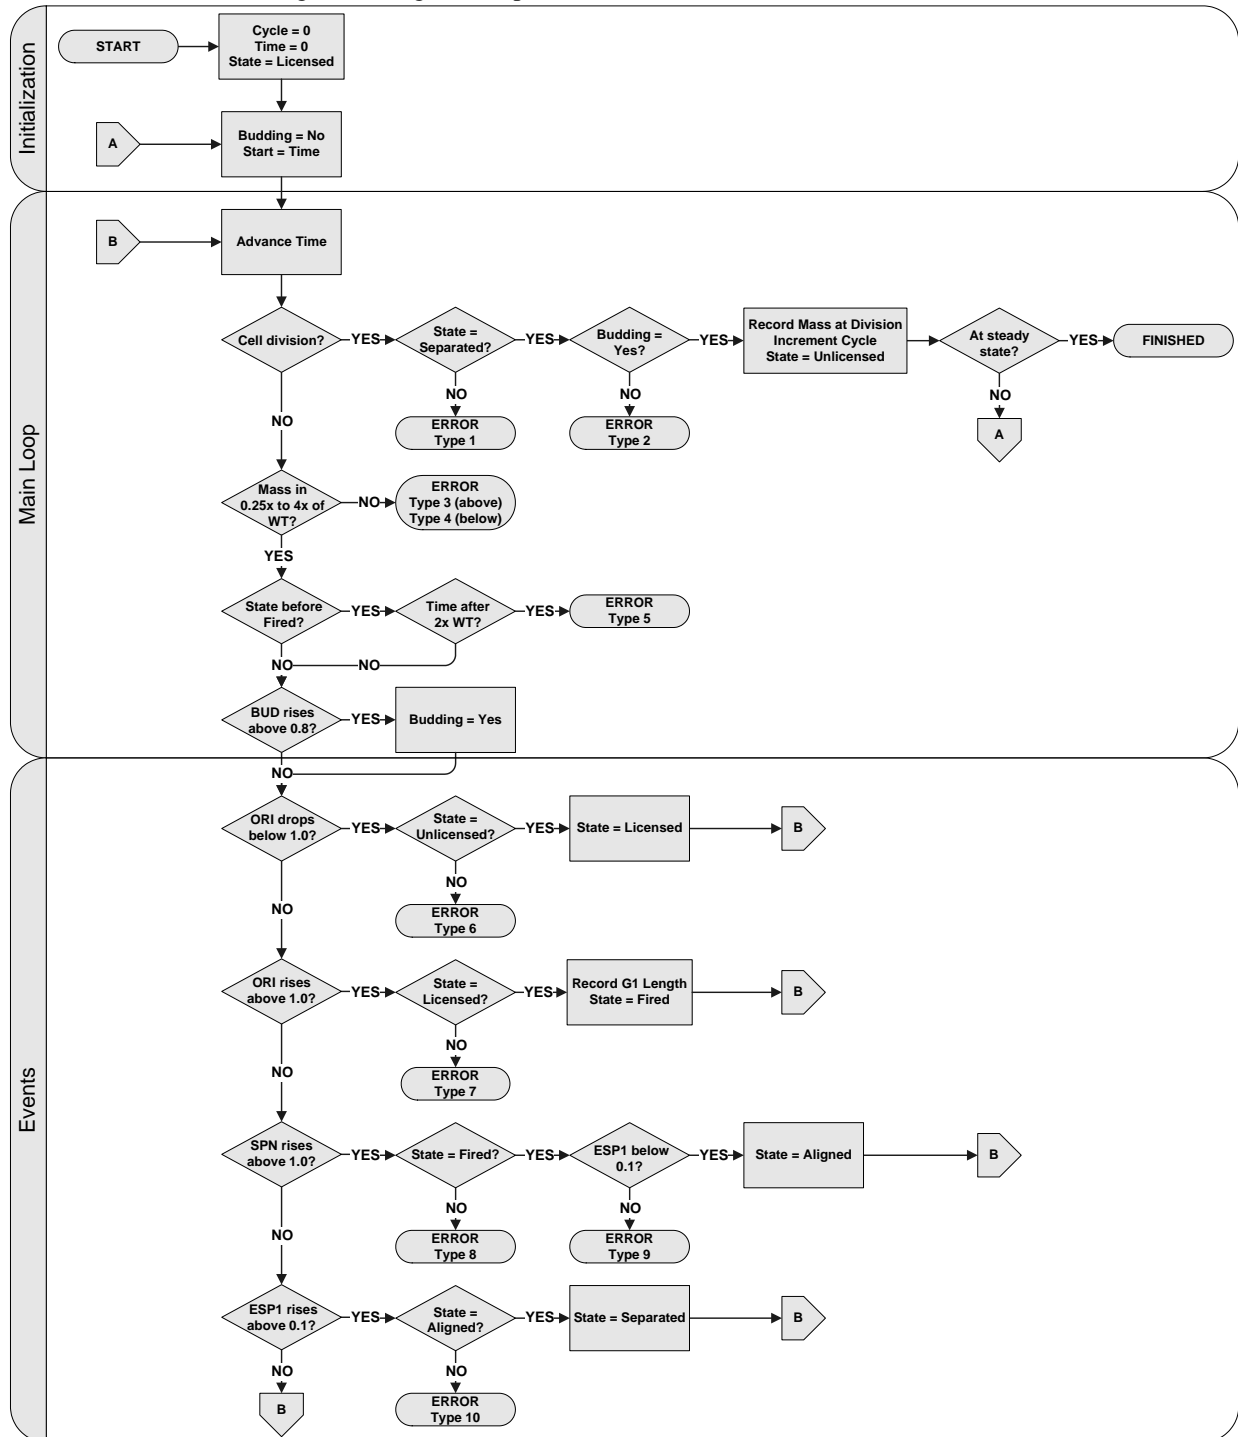 Initialization
START
Cycle = 0
Time = 0
State = Licensed
A
Budding = No
Start = Time
Main Loop
B
Advance Time
Cell division?
YES
State =
Separated?
YES
Budding =
Yes?
YES
Record Mass at Division
Increment Cycle
State = Unlicensed
At steady
state?
YES
FINISHED
NO
NO
ERROR
Type 1
NO
ERROR
Type 2
NO
A
Mass in
0.25x to 4x of
WT?
NO
ERROR
Type 3 (above)
Type 4 (below)
YES
State before
Fired?
YES
Time after
2x WT?
YES
ERROR
Type 5
NO
NO
BUD rises
above 0.8?
YES
Budding = Yes
NO
Events
ORI drops
below 1.0?
YES
State =
Unlicensed?
YES
State = Licensed
B
NO
NO
ERROR
Type 6
ORI rises
above 1.0?
YES
State =
Licensed?
YES
Record G1 Length
State = Fired
B
NO
NO
ERROR
Type 7
SPN rises
above 1.0?
YES
State = Fired?
YES
ESP1 below
0.1?
YES
State = Aligned
B
NO
NO
ERROR
Type 8
NO
ERROR
Type 9
ESP1 rises
above 0.1?
YES
State =
Aligned?
YES
State = Separated
B
NO
B
NO
ERROR
Type 10